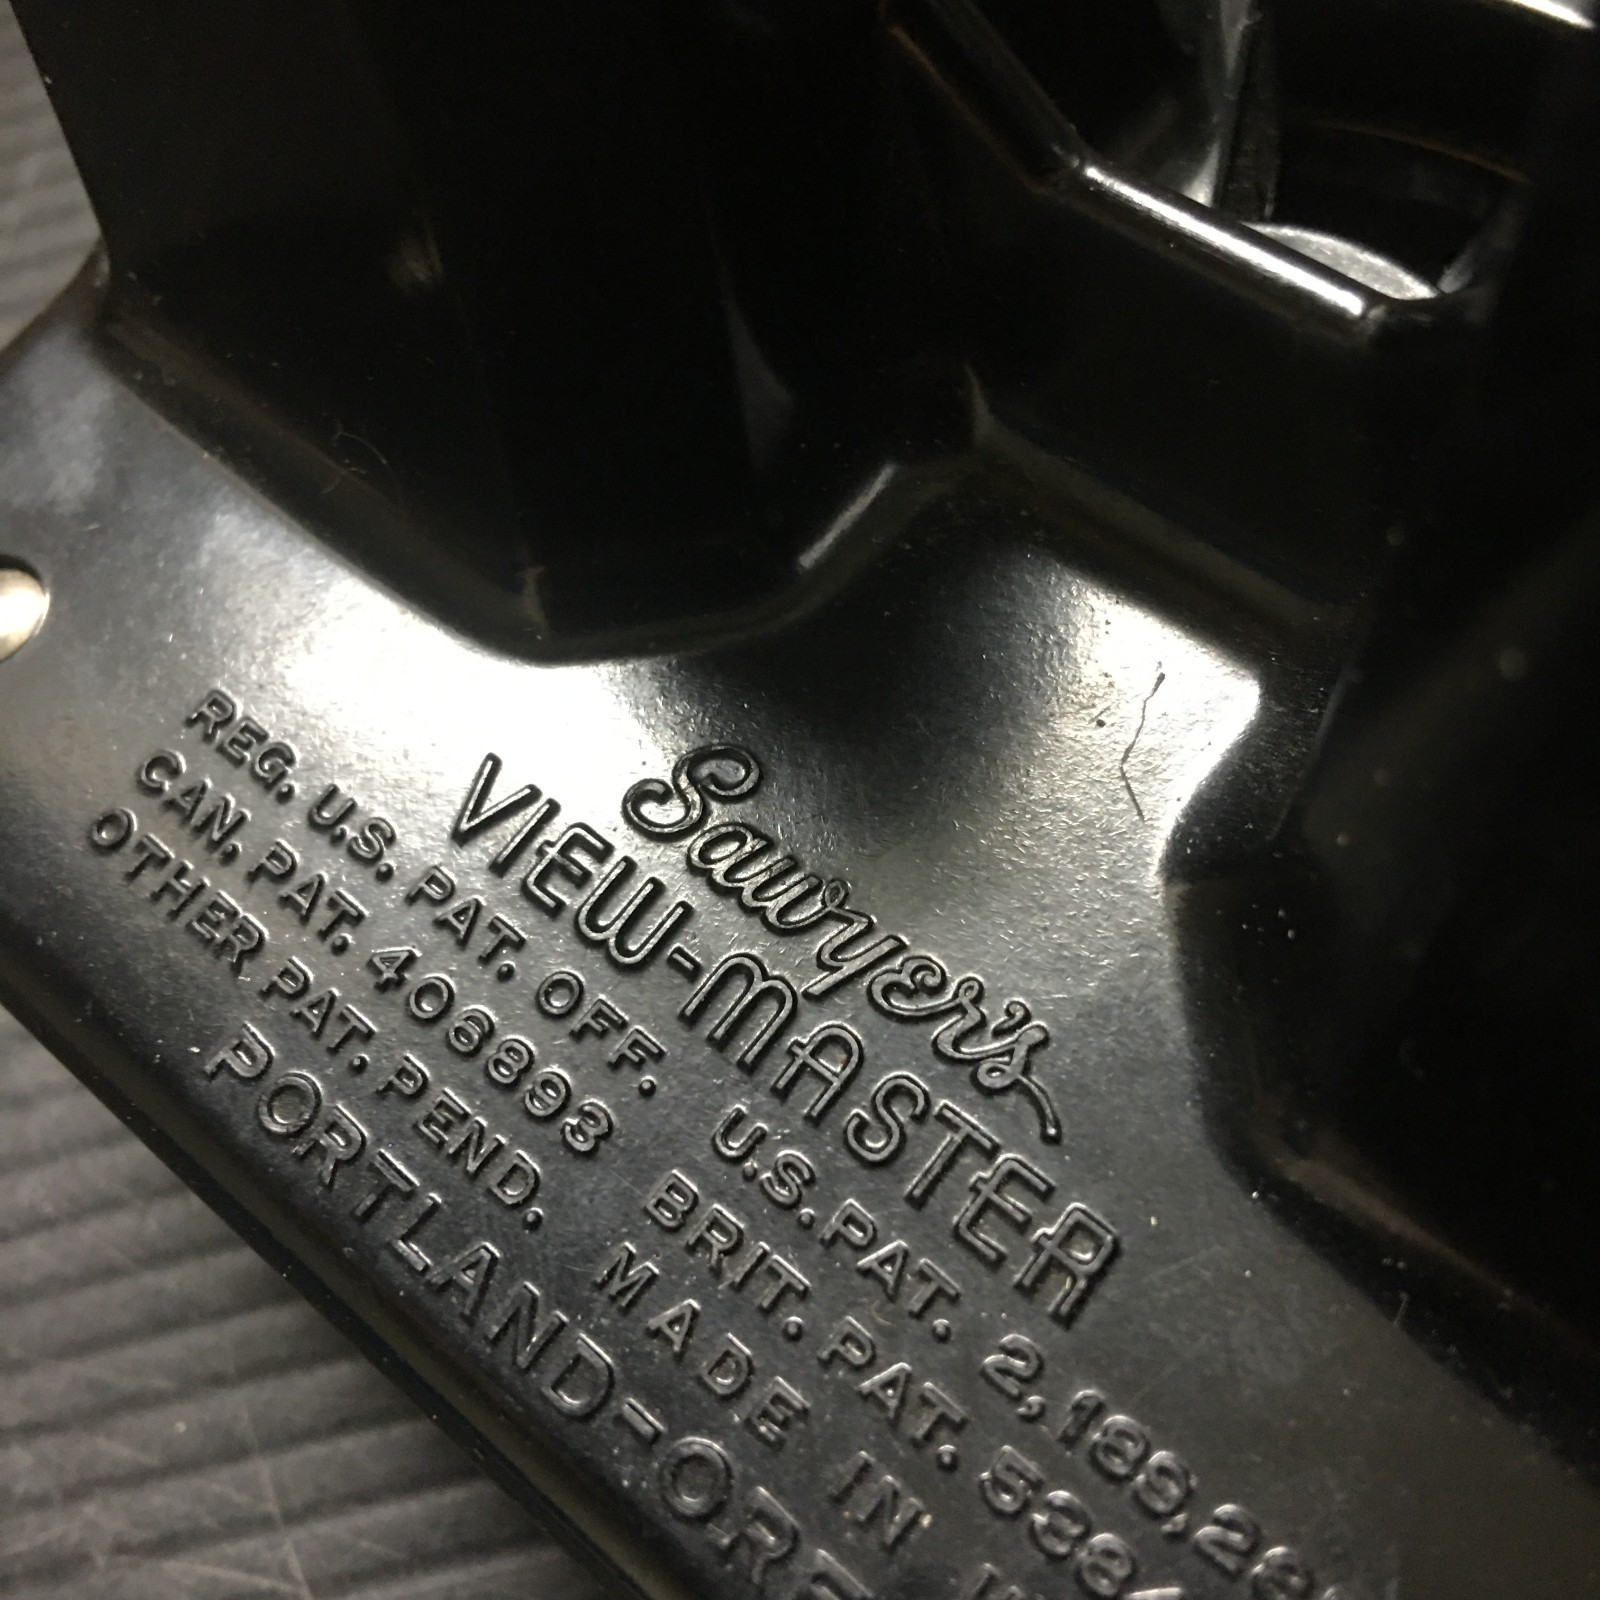 Sawyer's
VIEW-MASTER
REG. U.S. PAT. OFF. U.S. PAT. 2,189,28
CAN. PAT. 406893 BRIT. PAT. 538
OTHER PAT. PEND. MADE IN
PORTLAND-ORE